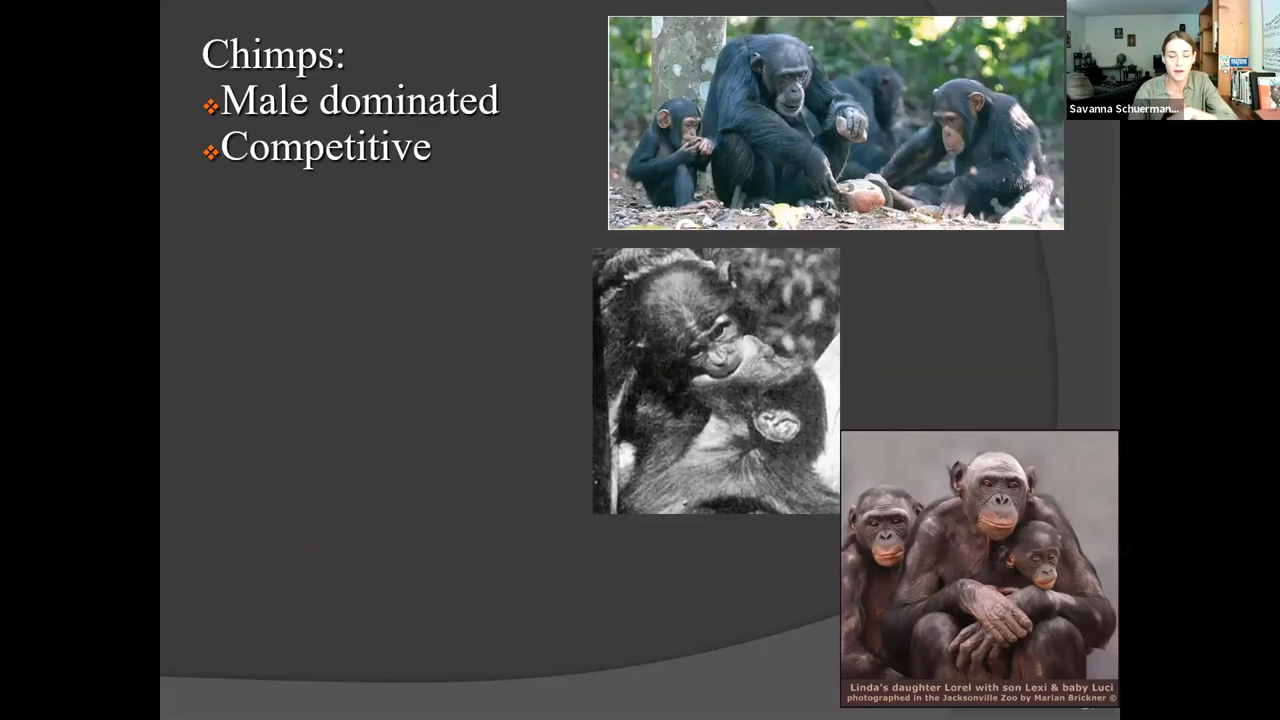 Chimps:
Male dominated
Competitive
Savanna Schuerman...
Linda's daughter Lorel with son Lexi & baby Luci
photographed in the Jacksonville Zoo by Marian Brickner ©